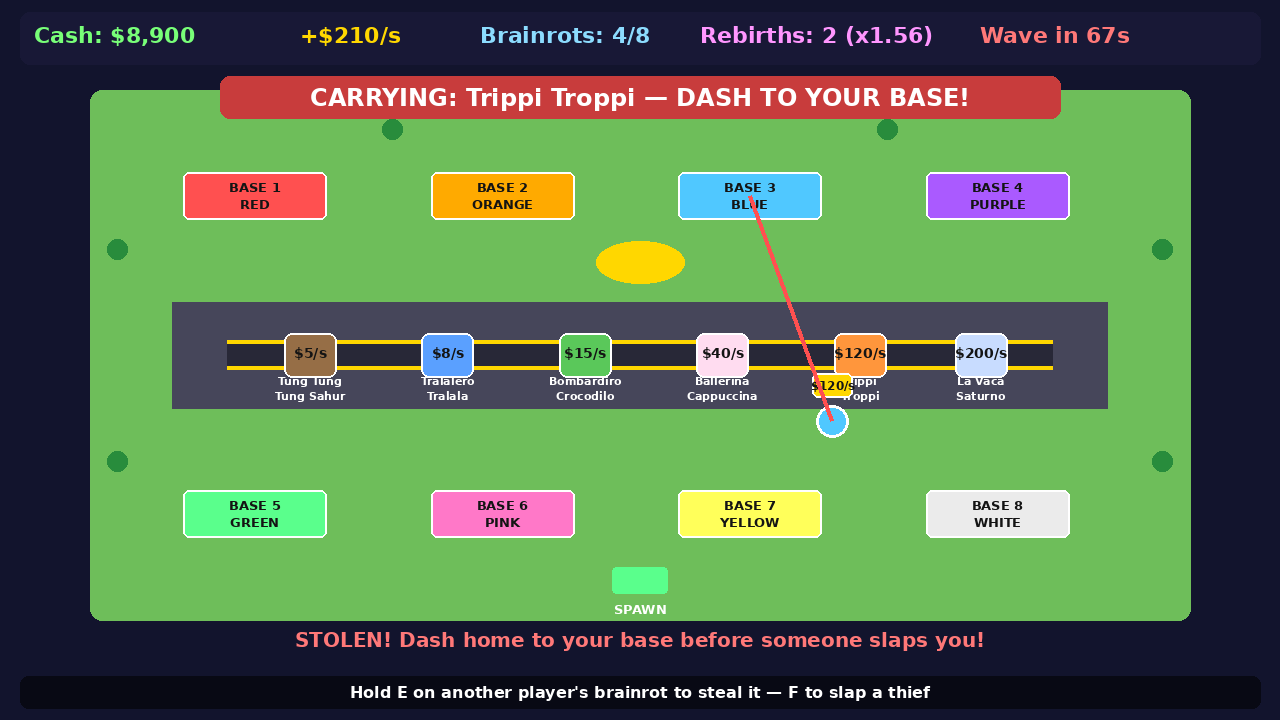 Cash: $8,900
+$210/s
Brainrots: 4/8
Rebirths: 2 (x1.56)
Wave in 67s
CARRYING: Trippi Troppi — DASH TO YOUR BASE!
BASE 1
RED
BASE 2
ORANGE
BASE 3
BLUE
BASE 4
PURPLE
$5/s
$8/s
$15/s
$40/s
$120/s
$200/s
Tung Tung
Tung Sahur
Tralalero
Tralala
Bombardiro
Crocodilo
Ballerina
Cappuccina
$120/s
La Vaca
Saturno
BASE 5
GREEN
BASE 6
PINK
BASE 7
YELLOW
BASE 8
WHITE
SPAWN
STOLEN! Dash home to your base before someone slaps you!
Hold E on another player's brainrot to steal it — F to slap a thief